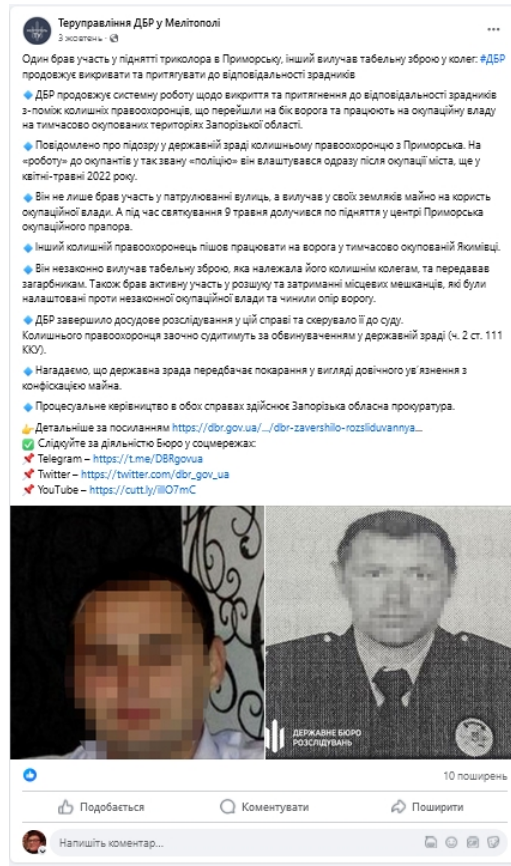 Теруправління ДБР у Мелітополі
3 жовтень ·
Один брав участь у піднятті триколора в Приморську, інший вилучав табельну зброю у колег: #ДБР
продовжує викривати та притягувати до відповідальності зрадників
ДБР продовжує системну роботу щодо викриття та притягнення до відповідальності зрадників
з-поміж колишніх правоохоронців, що перейшли на бік ворога та працюють на окупаційну владу
на тимчасово окупованих територіях Запорізької області.
Повідомлено про підозру у державній зраді колишньому правоохоронцю з Приморська. На
«роботу» до окупантів у так звану «поліцію» він влаштувався одразу після окупації міста, ще у
квітні-травні 2022 року.
Він не лише брав участь у патрулюванні вулиць, а вилучав у своїх земляків майно на користь
окупаційної влади. А під час святкування 9 травня долучився по підняття у центрі Приморська
окупаційного прапора.
Інший колишній правоохоронець пішов працювати на ворога у тимчасово окупованій Якимівці.
Він незаконно вилучав табельну зброю, яка належала його колишнім колегам, та передавав
загарбникам. Також брав активну участь у розшуку та затриманні місцевих мешканців, які були
налаштовані проти незаконної окупаційної влади та чинили опір ворогу.
ДБР завершило досудове розслідування у цій справі та скерувало її до суду.
Колишнього правоохоронця заочно судитимуть за обвинуваченням у державній зраді (ч. 2 ст. 111
ККУ).
Нагадаємо, що державна зрада передбачає покарання у вигляді довічного ув'язнення з
конфіскацією майна.
Процесуальне керівництво в обох справах здійснює Запорізька обласна прокуратура.
Детальніше за посиланням https://dbr.gov.ua/.../dbr-zavershilo-rozsliduvannya...
Слідкуйте за діяльністю Бюро у соцмережах:
Telegram – https://t.me/DBRgovua
Twitter – https://twitter.com/dbr_gov_ua
YouTube – https://cutt.ly/illO7mC
ДЕРЖАВНЕ БЮРО
РОЗСЛІДУВАНЬ
10 поширень
Подобається Коментувати Поширити
Напишіть коментар...